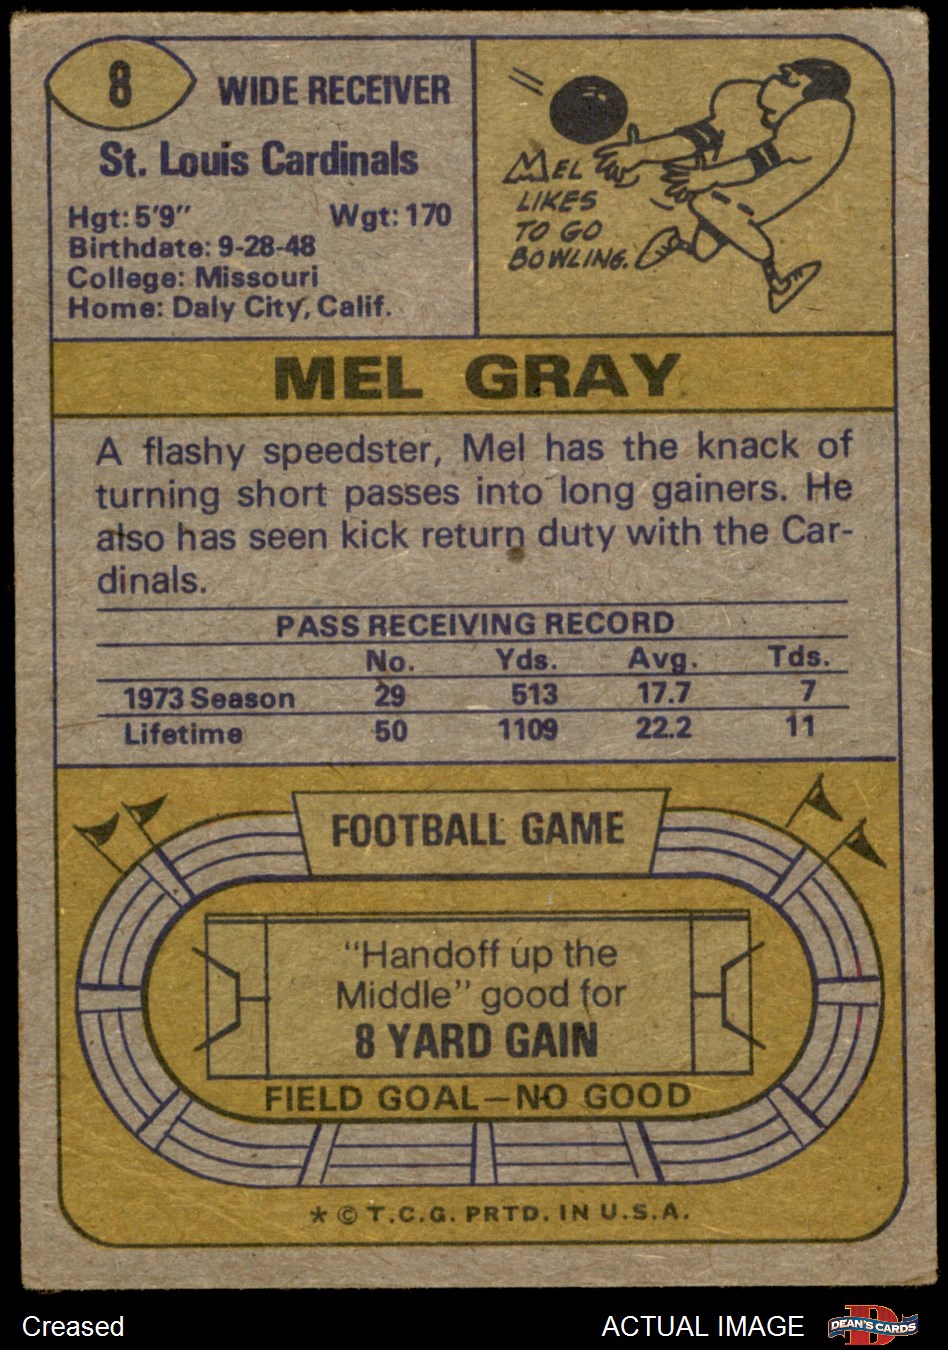 8
WIDE RECEIVER
St. Louis Cardinals
Hgt: 5'9" Wgt: 170
Birthdate: 9-28-48
College: Missouri
Home: Daly City, Calif.
MEL
LIKES
TO GO
BOWLING.
MEL GRAY
A flashy speedster, Mel has the knack of
turning short passes into long gainers. He
also has seen kick return duty with the Car-
dinals.
PASS RECEIVING RECORD
No. Yds. Avg. Tds.
1973 Season 29 513 17.7 7
Lifetime 50 1109 22.2 11
FOOTBALL GAME
"Handoff up the
Middle" good for
8 YARD GAIN
FIELD GOAL—NO GOOD
* © T.C.G. PRTD. IN U.S.A.
Creased
ACTUAL IMAGE
D
DEAN'S CARDS